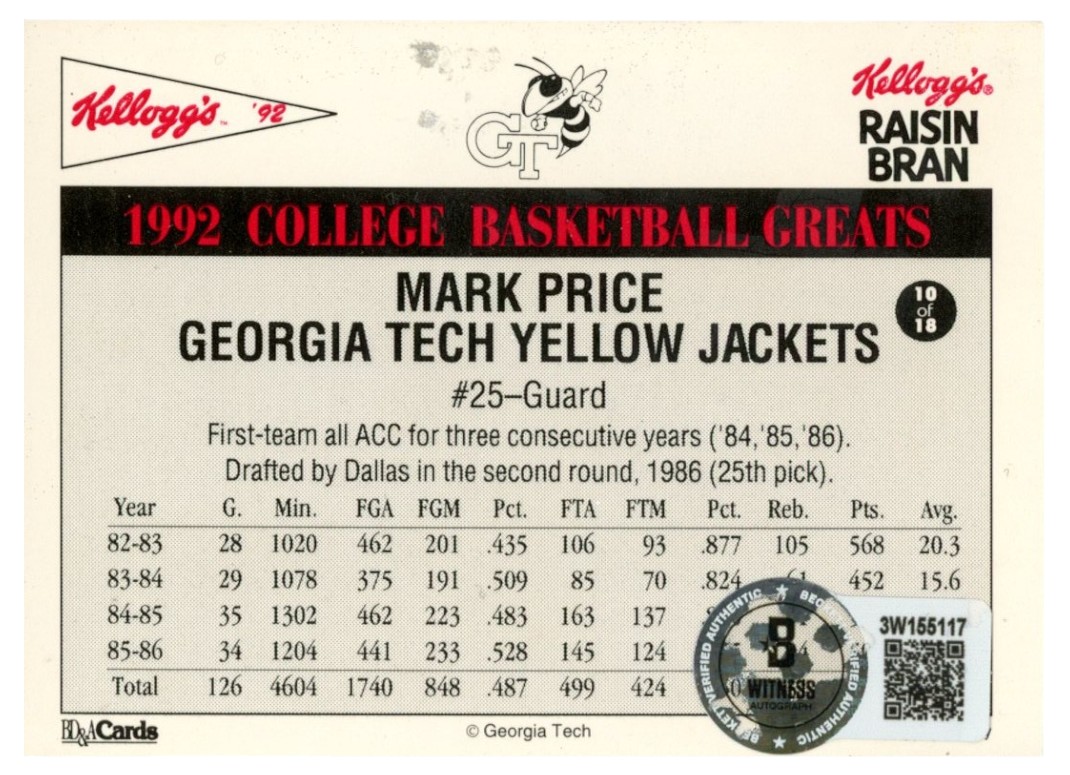 Kellogg's™ '92
GT
Kellogg's®
RAISIN
BRAN
1992 COLLEGE BASKETBALL GREATS
MARK PRICE
GEORGIA TECH YELLOW JACKETS
10
of
18
#25–Guard
First-team all ACC for three consecutive years ('84,'85,'86).
Drafted by Dallas in the second round, 1986 (25th pick).
Year G. Min. FGA FGM Pct. FTA FTM Pct. Reb. Pts. Avg.
82-83 28 1020 462 201 .435 106 93 .877 105 568 20.3
83-84 29 1078 375 191 .509 85 70 .824 61 452 15.6
84-85 35 1302 462 223 .483 163 137
85-86 34 1204 441 233 .528 145 124
Total 126 4604 1740 848 .487 499 424
B
WITNESS
AUTOGRAPH
3W155117
BD&ACards
© Georgia Tech